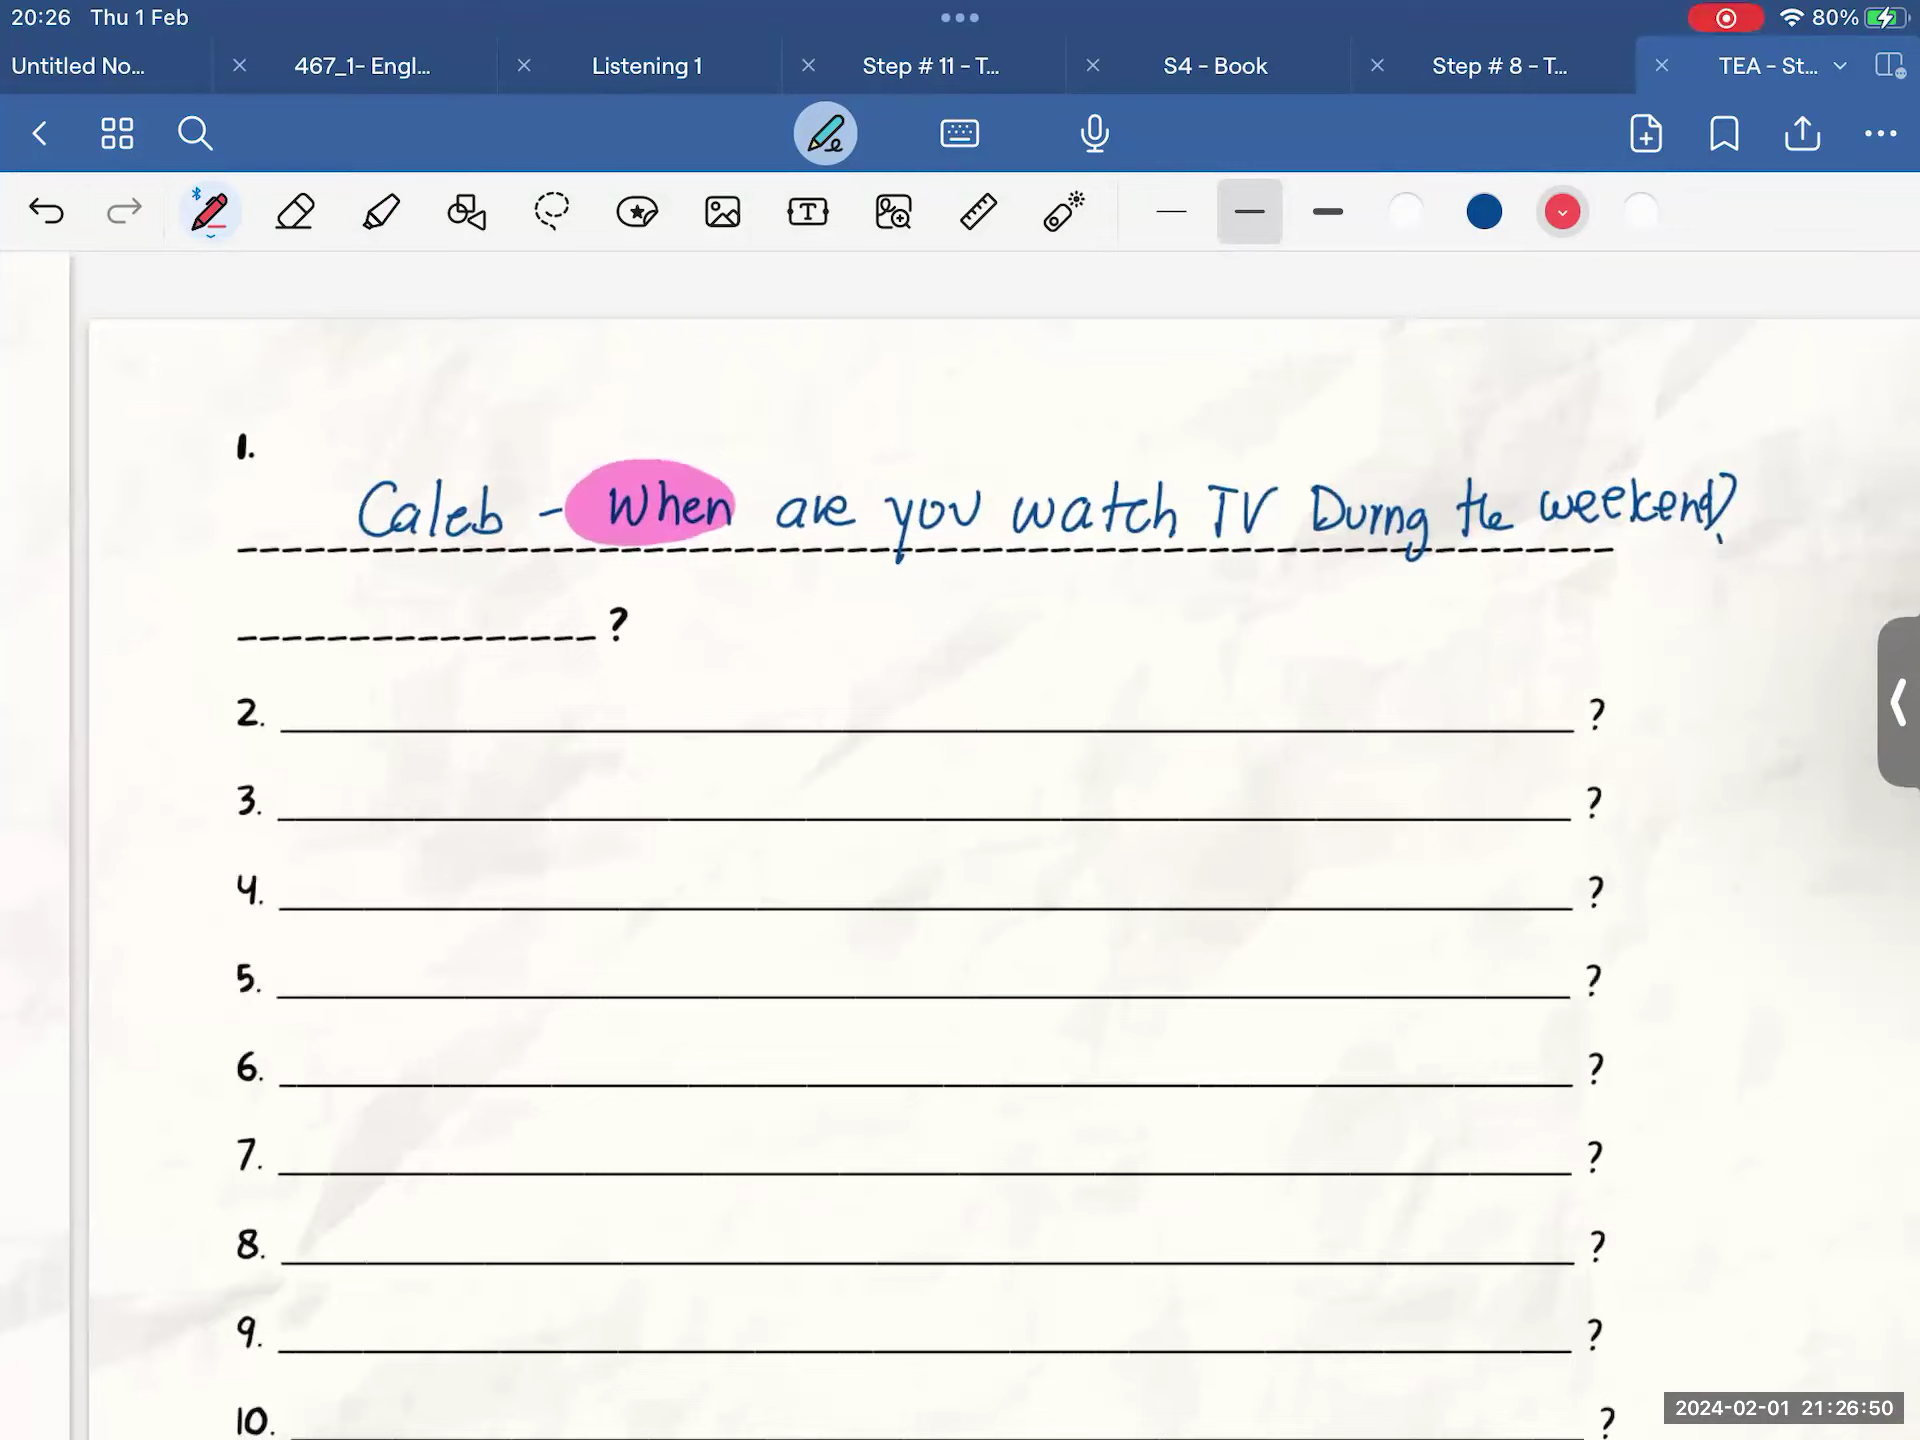 20:26 Thu 1 Feb
80%
Untitled No...
467_1- Engl...
Listening 1
Step # 11 - T...
S4 - Book
Step # 8 - T...
TEA - St...
1.
Caleb - When are you watch TV Durng the weekend?
?
2. ?
3. ?
4. ?
5. ?
6. ?
7. ?
8. ?
9. ?
10. ?
2024-02-01 21:26:50